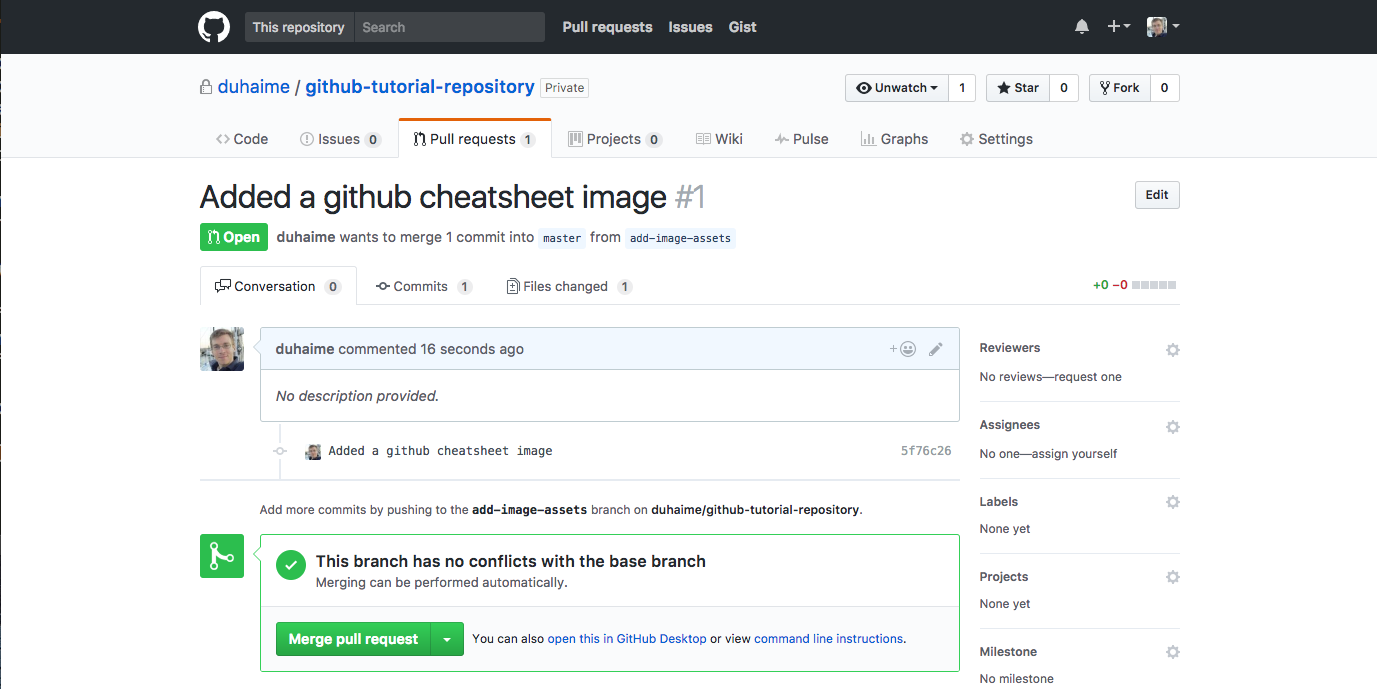 This repository Search Pull requests Issues Gist
duhaime / github-tutorial-repository Private Unwatch 1 Star 0 Fork 0
Code Issues 0 Pull requests 1 Projects 0 Wiki Pulse Graphs Settings
Added a github cheatsheet image #1 Edit
Open duhaime wants to merge 1 commit into master from add-image-assets
Conversation 0 Commits 1 Files changed 1 +0 −0
duhaime commented 16 seconds ago
No description provided.
Added a github cheatsheet image 5f76c26
Add more commits by pushing to the add-image-assets branch on duhaime/github-tutorial-repository.
This branch has no conflicts with the base branch
Merging can be performed automatically.
Merge pull request You can also open this in GitHub Desktop or view command line instructions.
Reviewers
No reviews—request one
Assignees
No one—assign yourself
Labels
None yet
Projects
None yet
Milestone
No milestone